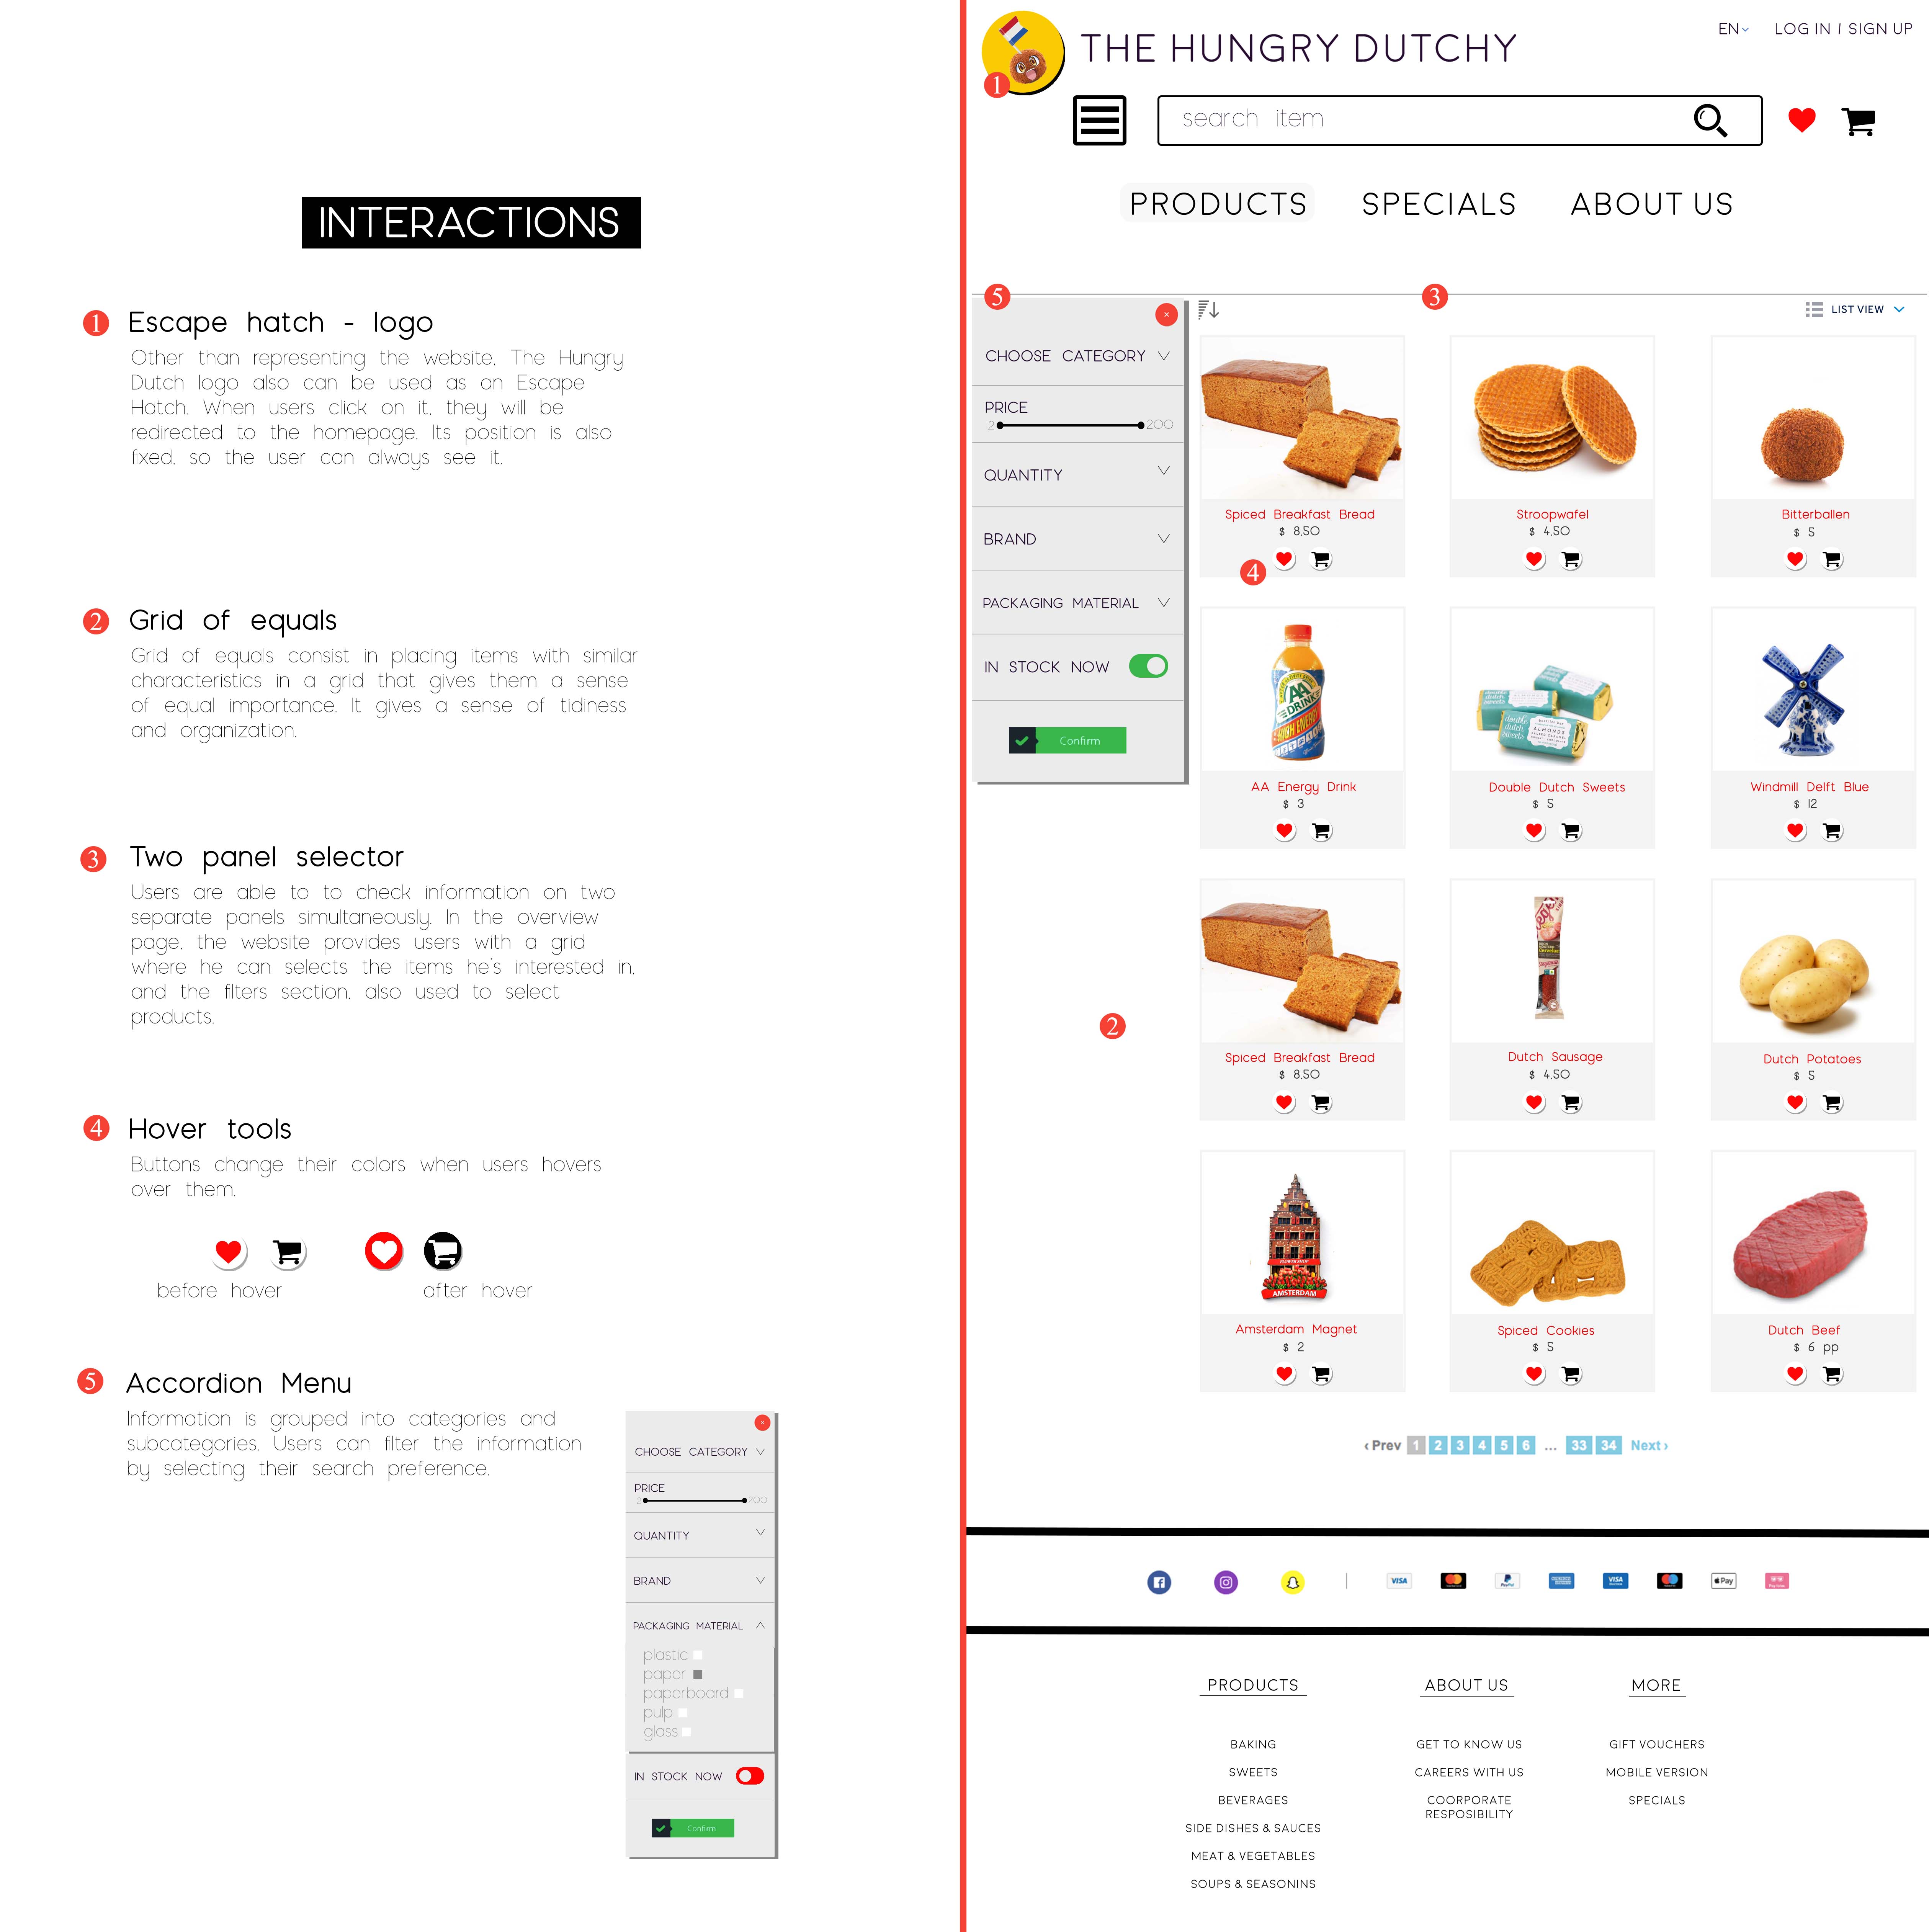 INTERACTIONS
1 Escape hatch - logo
Other than representing the website, The Hungry
Dutch logo also can be used as an Escape
Hatch. When users click on it, they will be
redirected to the homepage. Its position is also
fixed, so the user can always see it.
2 Grid of equals
Grid of equals consist in placing items with similar
characteristics in a grid that gives them a sense
of equal importance. It gives a sense of tidiness
and organization.
3 Two panel selector
Users are able to to check information on two
separate panels simultaneously. In the overview
page, the website provides users with a grid
where he can selects the items he's interested in,
and the filters section, also used to select
products.
4 Hover tools
Buttons change their colors when users hovers
over them.
before hover after hover
5 Accordion Menu
Information is grouped into categories and
subcategories. Users can filter the information
by selecting their search preference.
×
CHOOSE CATEGORY
PRICE
2 200
QUANTITY
BRAND
PACKAGING MATERIAL
plastic
paper
paperboard
pulp
glass
IN STOCK NOW
Confirm
THE HUNGRY DUTCHY
EN LOG IN / SIGN UP
1
search item
PRODUCTS SPECIALS ABOUT US
5 3
×
LIST VIEW
CHOOSE CATEGORY
PRICE
2 200
QUANTITY
BRAND
PACKAGING MATERIAL
IN STOCK NOW
Confirm
Spiced Breakfast Bread
$ 8,50
Stroopwafel
$ 4,50
Bitterballen
$ 5
4
AA
DRINK
HIGH ENERGY
AA Energy Drink
$ 3
double
dutch
sweets
ALMONDS
Double Dutch Sweets
$ 5
Windmill Delft Blue
$ 12
2
Spiced Breakfast Bread
$ 8,50
Dutch Sausage
$ 4,50
Dutch Potatoes
$ 5
AMSTERDAM
Amsterdam Magnet
$ 2
Spiced Cookies
$ 5
Dutch Beef
$ 6 pp
‹ Prev 1 2 3 4 5 6 ... 33 34 Next ›
VISA PayPal VISA Pay
PRODUCTS
BAKING
SWEETS
BEVERAGES
SIDE DISHES & SAUCES
MEAT & VEGETABLES
SOUPS & SEASONINS
ABOUT US
GET TO KNOW US
CAREERS WITH US
COORPORATE
RESPOSIBILITY
MORE
GIFT VOUCHERS
MOBILE VERSION
SPECIALS